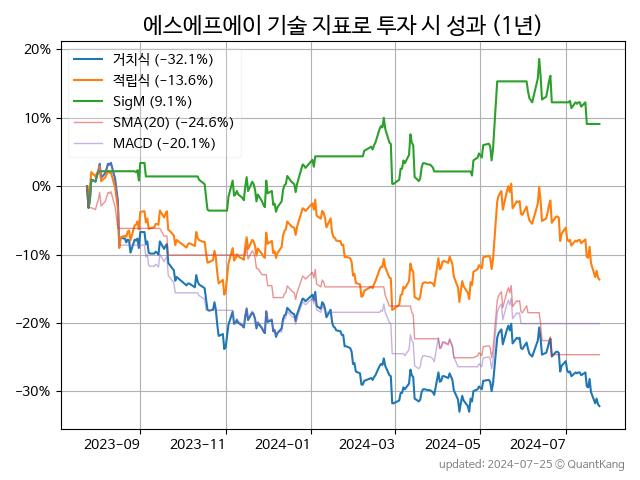 에스에프에이 기술 지표로 투자 시 성과 (1년)
거치식 (−32.1%)
적립식 (−13.6%)
SigM (9.1%)
SMA(20) (−24.6%)
MACD (−20.1%)
20%
10%
0%
−10%
−20%
−30%
2023−09 2023−11 2024−01 2024−03 2024−05 2024−07
updated: 2024-07-25 © QuantKang